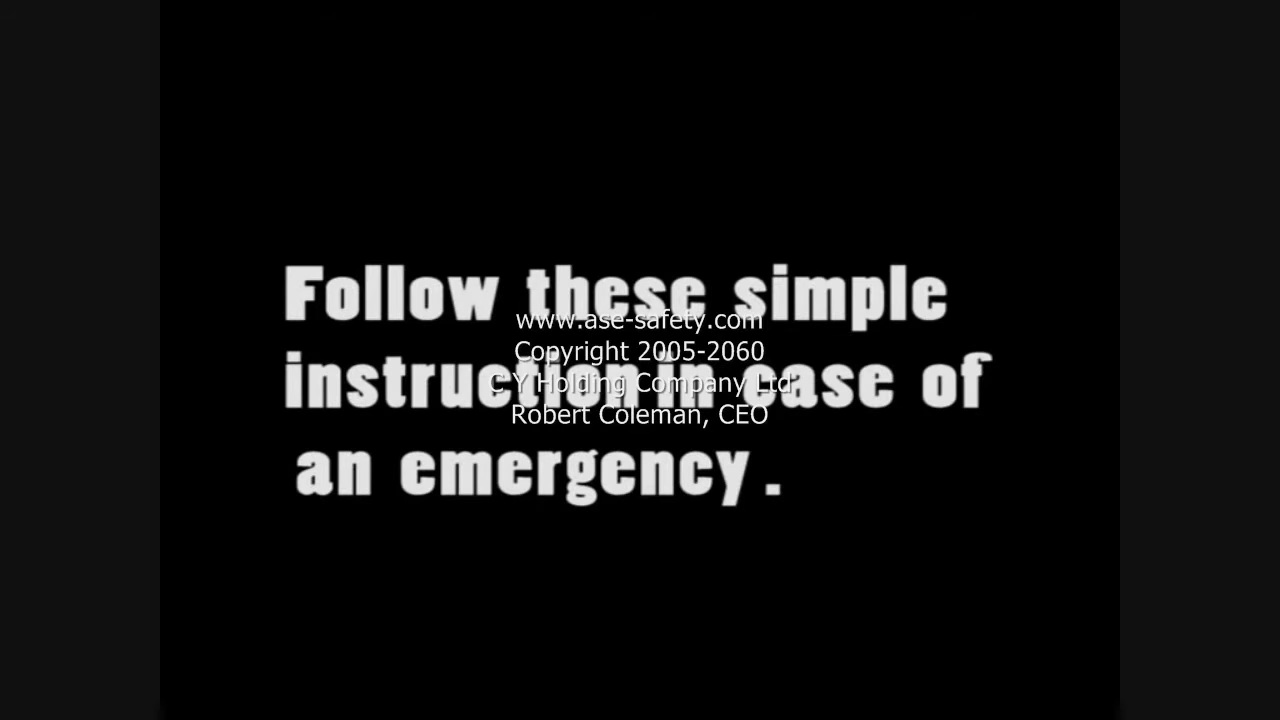 Follow these simple
www.ase-safety.com
Copyright 2005-2060
instruction in case of
C Y Holding Company Ltd
Robert Coleman, CEO
an emergency .